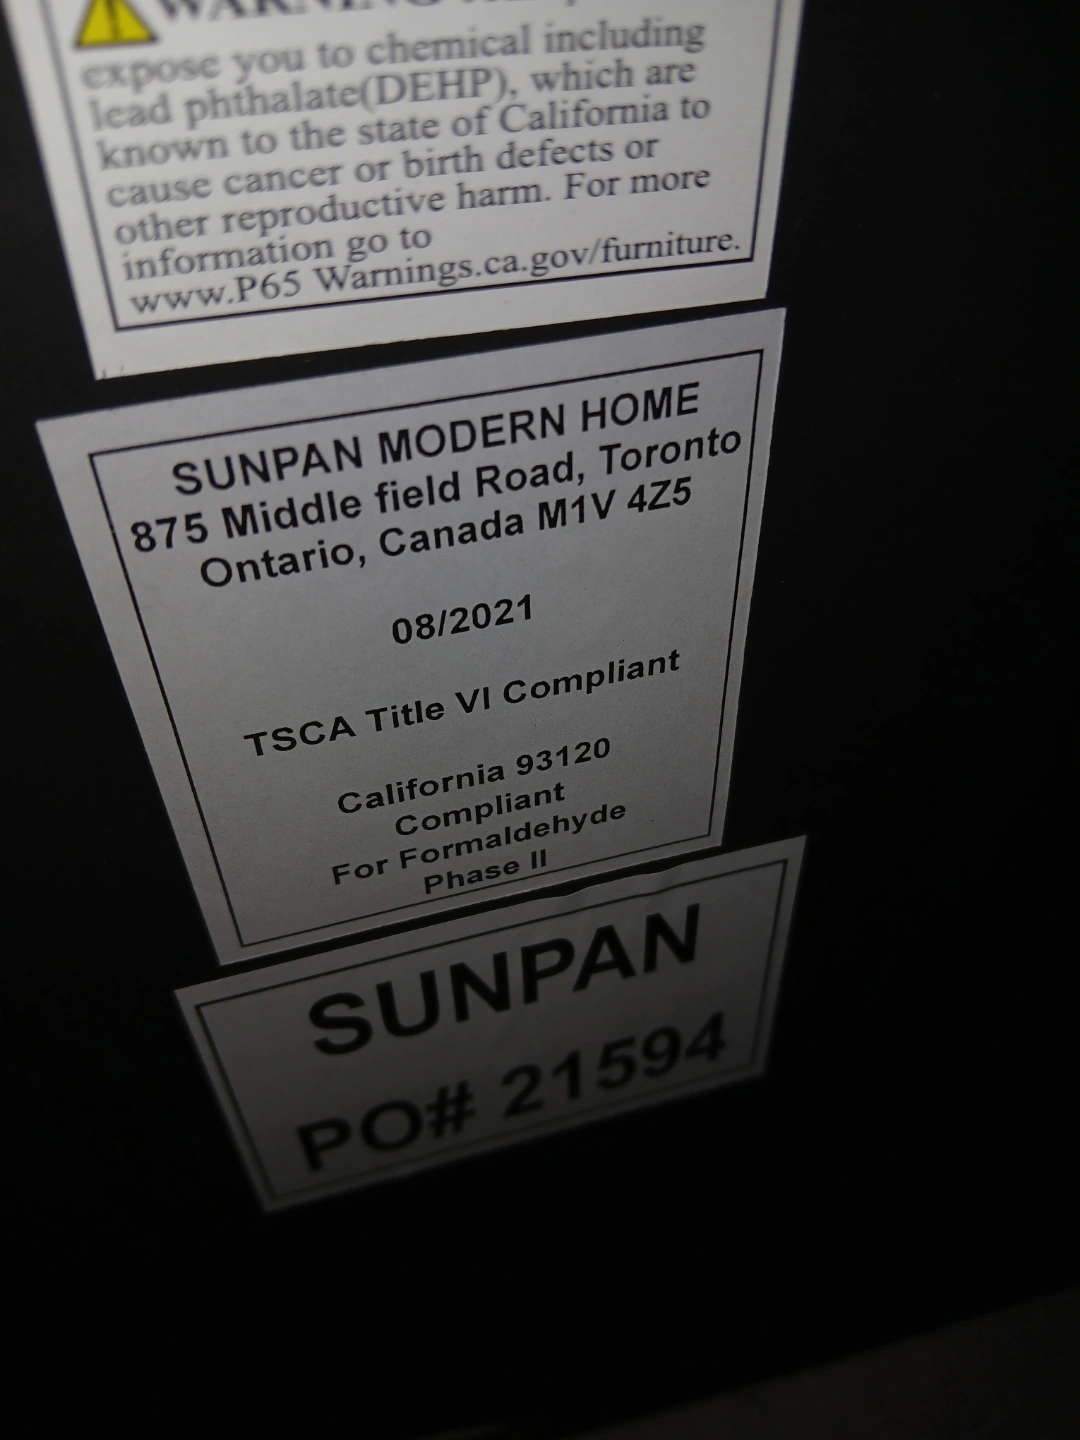 WARNING
expose you to chemical including
lead phthalate(DEHP), which are
known to the state of California to
cause cancer or birth defects or
other reproductive harm. For more
information go to
www.P65 Warnings.ca.gov/furniture.
SUNPAN MODERN HOME
875 Middle field Road, Toronto
Ontario, Canada M1V 4Z5
08/2021
TSCA Title VI Compliant
California 93120
Compliant
For Formaldehyde
Phase II
SUNPAN
PO# 21594